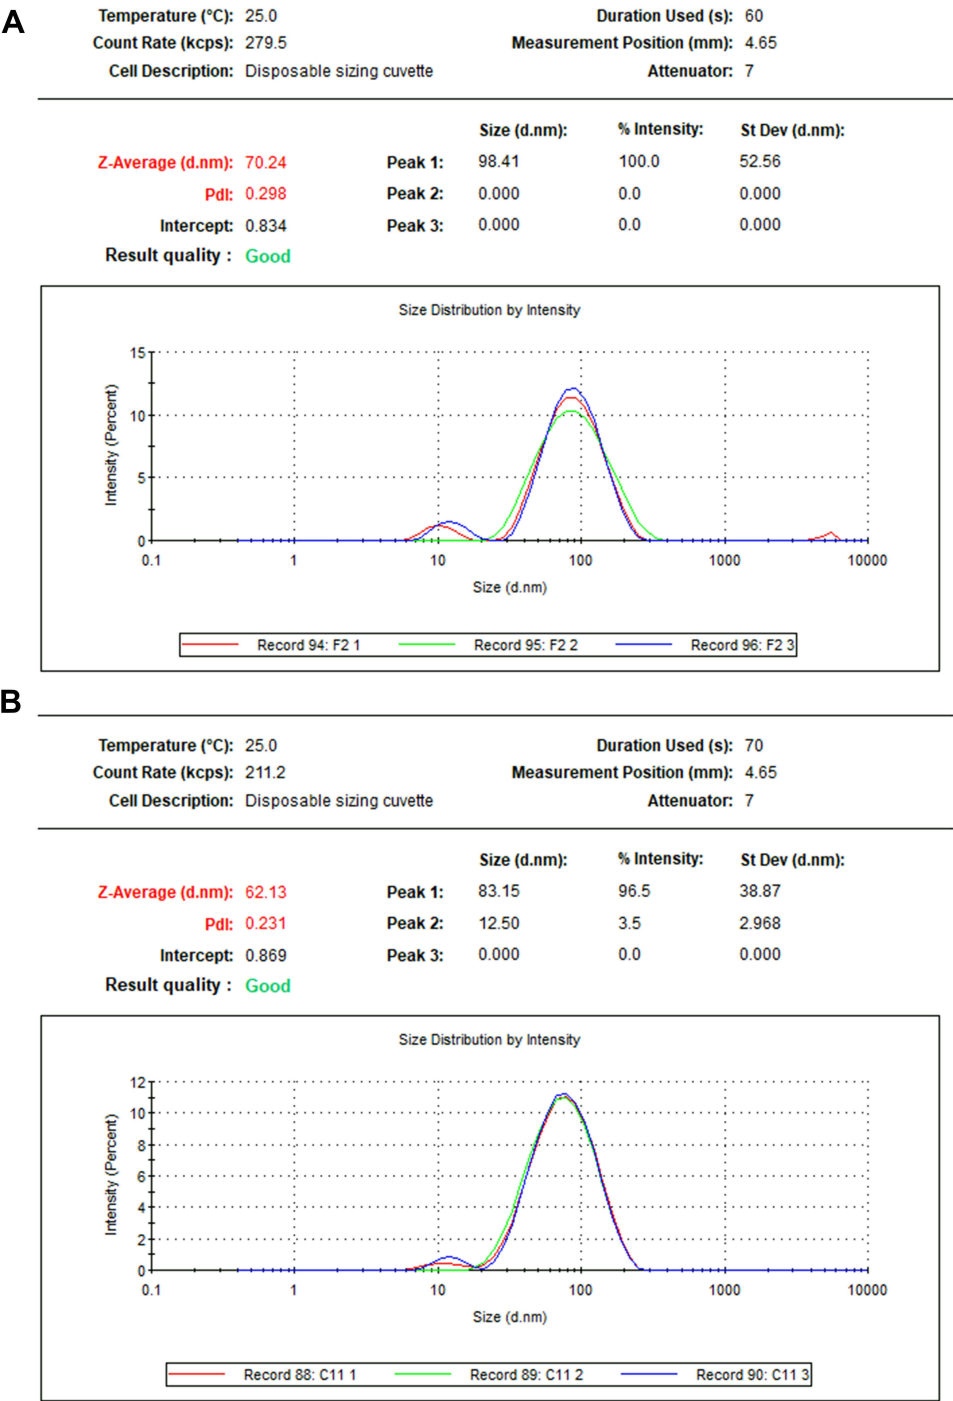 A
Temperature (°C): 25.0 Duration Used (s): 60
Count Rate (kcps): 279.5 Measurement Position (mm): 4.65
Cell Description: Disposable sizing cuvette Attenuator: 7
Size (d.nm): % Intensity: St Dev (d.nm):
Z-Average (d.nm): 70.24 Peak 1: 98.41 100.0 52.56
PdI: 0.298 Peak 2: 0.000 0.0 0.000
Intercept: 0.834 Peak 3: 0.000 0.0 0.000
Result quality : Good
Size Distribution by Intensity
Intensity (Percent)
15
10
5
0
0.1 1 10 100 1000 10000
Size (d.nm)
Record 94: F2 1 Record 95: F2 2 Record 96: F2 3
B
Temperature (°C): 25.0 Duration Used (s): 70
Count Rate (kcps): 211.2 Measurement Position (mm): 4.65
Cell Description: Disposable sizing cuvette Attenuator: 7
Size (d.nm): % Intensity: St Dev (d.nm):
Z-Average (d.nm): 62.13 Peak 1: 83.15 96.5 38.87
PdI: 0.231 Peak 2: 12.50 3.5 2.968
Intercept: 0.869 Peak 3: 0.000 0.0 0.000
Result quality : Good
Size Distribution by Intensity
Intensity (Percent)
12
10
8
6
4
2
0
0.1 1 10 100 1000 10000
Size (d.nm)
Record 88: C11 1 Record 89: C11 2 Record 90: C11 3